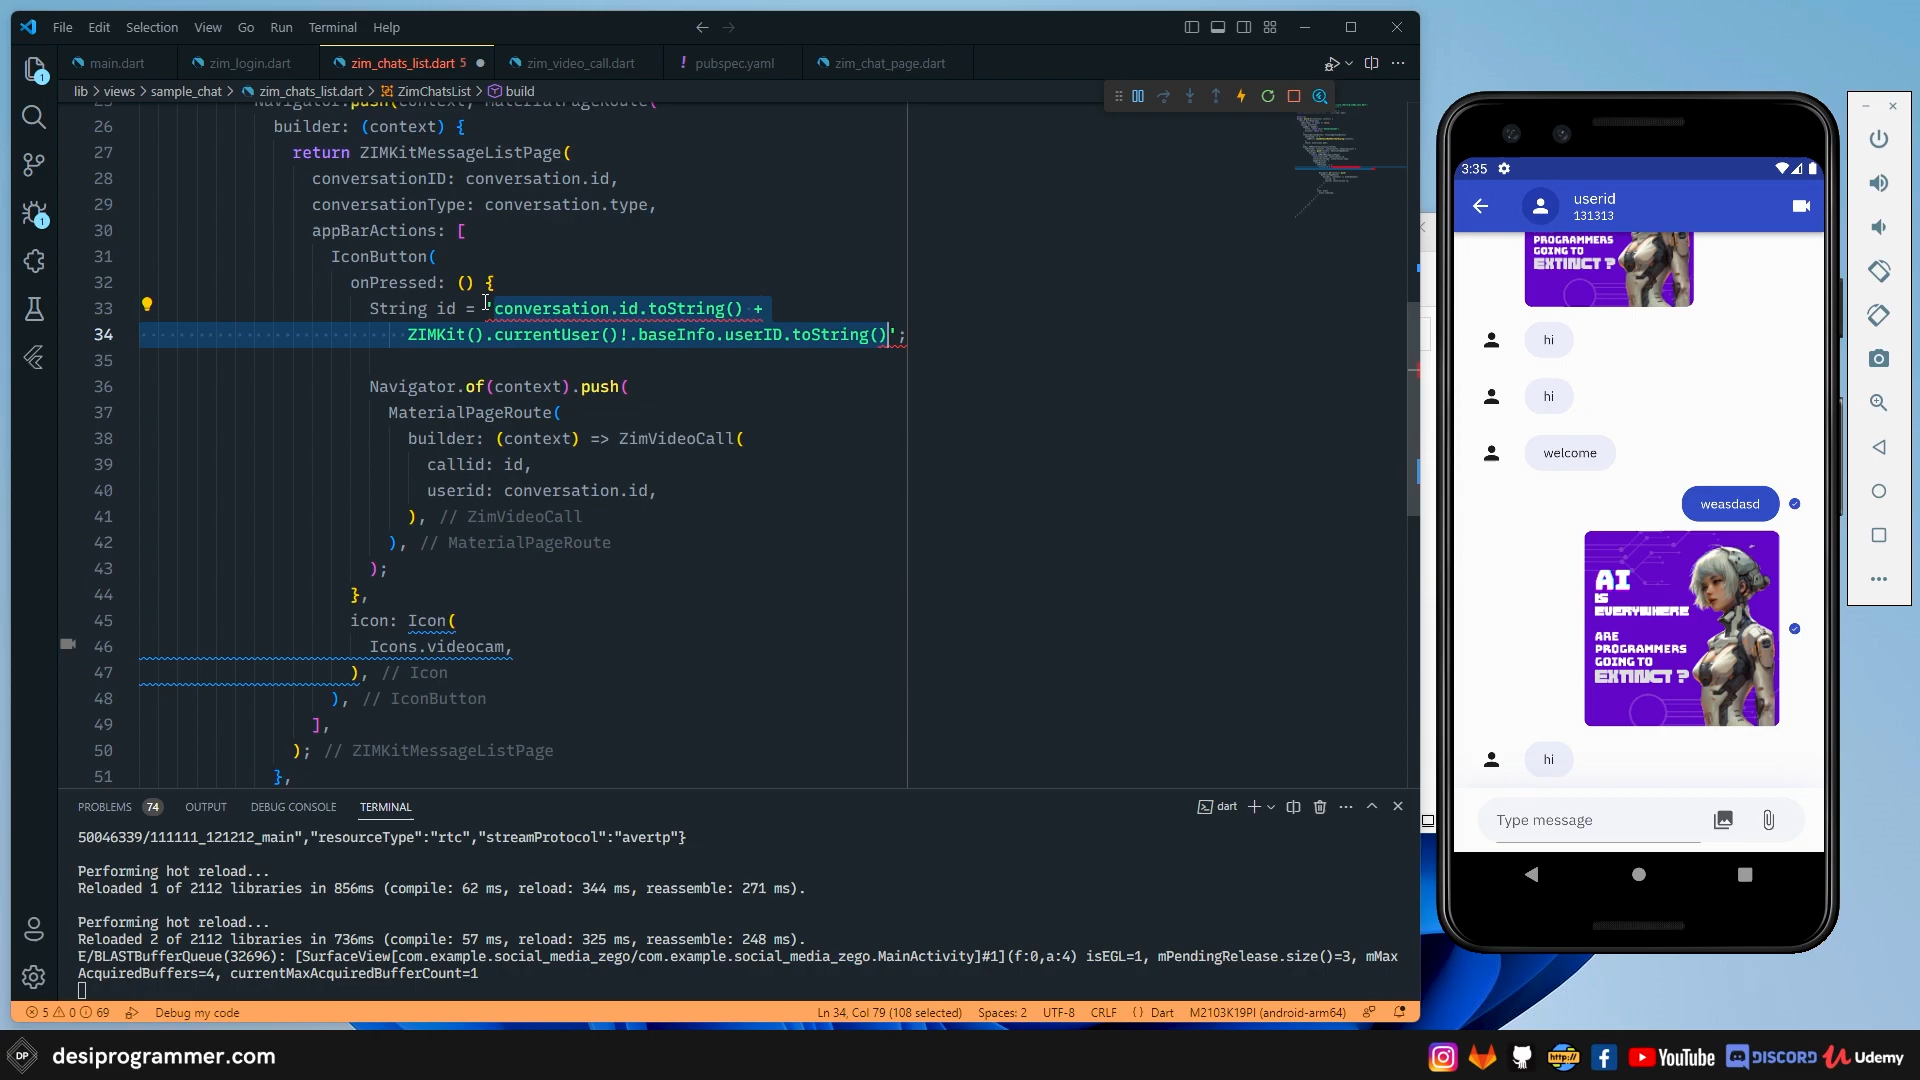 File Edit Selection View Go Run Terminal Help
main.dart
zim_login.dart
zim_chats_list.dart 5
zim_video_call.dart
pubspec.yaml
zim_chat_page.dart
lib > views > sample_chat > zim_chats_list.dart > ZimChatsList > build
Navigator.push(context, MaterialPageRoute(
26 builder: (context) {
27 return ZIMKitMessageListPage(
28 conversationID: conversation.id,
29 conversationType: conversation.type,
30 appBarActions: [
31 IconButton(
32 onPressed: () {
33 String id = 'conversation.id.toString() +
34 ZIMKit().currentUser()!.baseInfo.userID.toString()';
35
36 Navigator.of(context).push(
37 MaterialPageRoute(
38 builder: (context) => ZimVideoCall(
39 callid: id,
40 userid: conversation.id,
41 ), // ZimVideoCall
42 ), // MaterialPageRoute
43 );
44 },
45 icon: Icon(
46 Icons.videocam,
47 ), // Icon
48 ), // IconButton
49 ],
50 ); // ZIMKitMessageListPage
51 },
PROBLEMS 74 OUTPUT DEBUG CONSOLE TERMINAL
dart
50046339/111111_121212_main","resourceType":"rtc","streamProtocol":"avertp"}
Performing hot reload...
Reloaded 1 of 2112 libraries in 856ms (compile: 62 ms, reload: 344 ms, reassemble: 271 ms).
Performing hot reload...
Reloaded 2 of 2112 libraries in 736ms (compile: 57 ms, reload: 325 ms, reassemble: 248 ms).
E/BLASTBufferQueue(32696): [SurfaceView[com.example.social_media_zego/com.example.social_media_zego.MainActivity]#1](f:0,a:4) isEGL=1, mPendingRelease.size()=3, mMax
AcquiredBuffers=4, currentMaxAcquiredBufferCount=1
5 0 69 Debug my code
Ln 34, Col 79 (108 selected) Spaces: 2 UTF-8 CRLF { } Dart M2103K19PI (android-arm64)
3:35
userid
131313
PROGRAMMERS
GOING TO
EXTINCT ?
hi
hi
welcome
weasdasd
AI
IS
EVERYWHERE
ARE
PROGRAMMERS
GOING TO
EXTINCT ?
hi
Type message
DP
desiprogrammer.com
http://
YouTube
DISCORD
Udemy